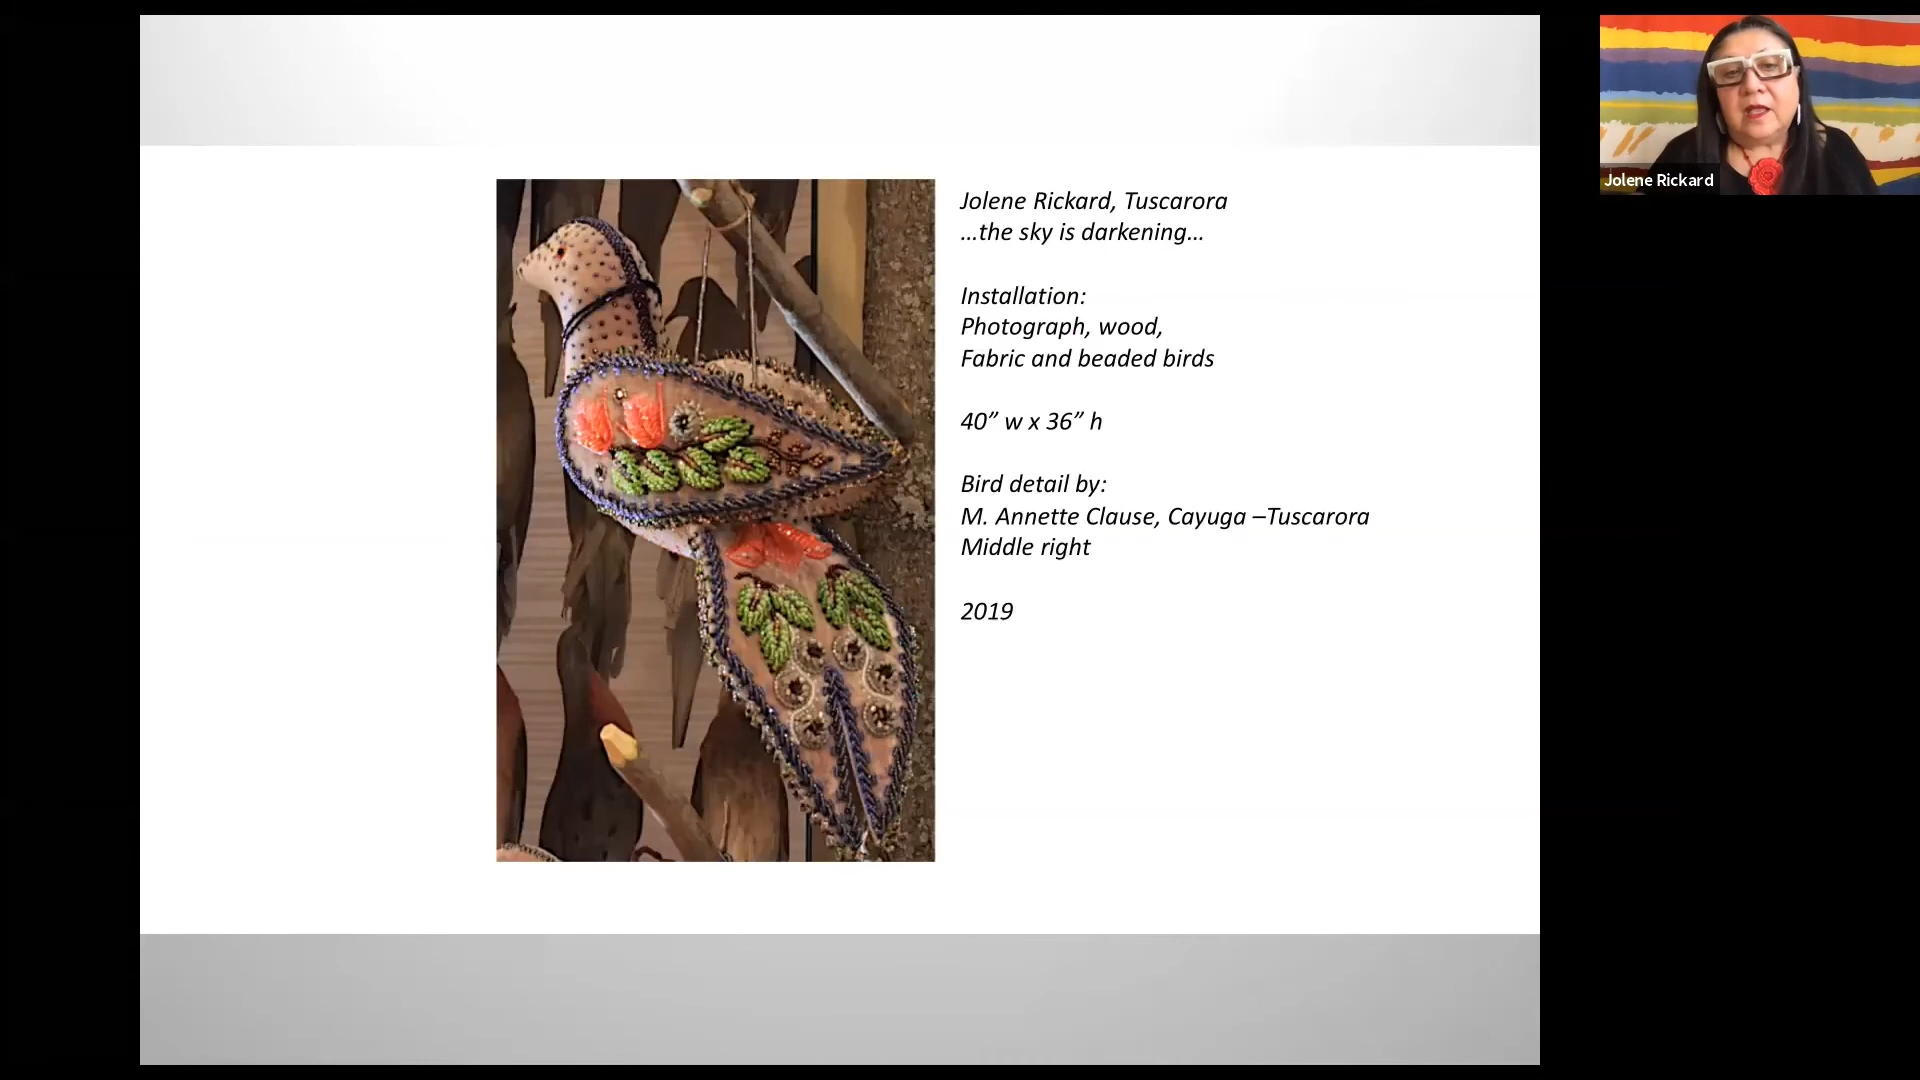 Jolene Rickard, Tuscarora
…the sky is darkening…
Installation:
Photograph, wood,
Fabric and beaded birds
40” w x 36” h
Bird detail by:
M. Annette Clause, Cayuga –Tuscarora
Middle right
2019
Jolene Rickard